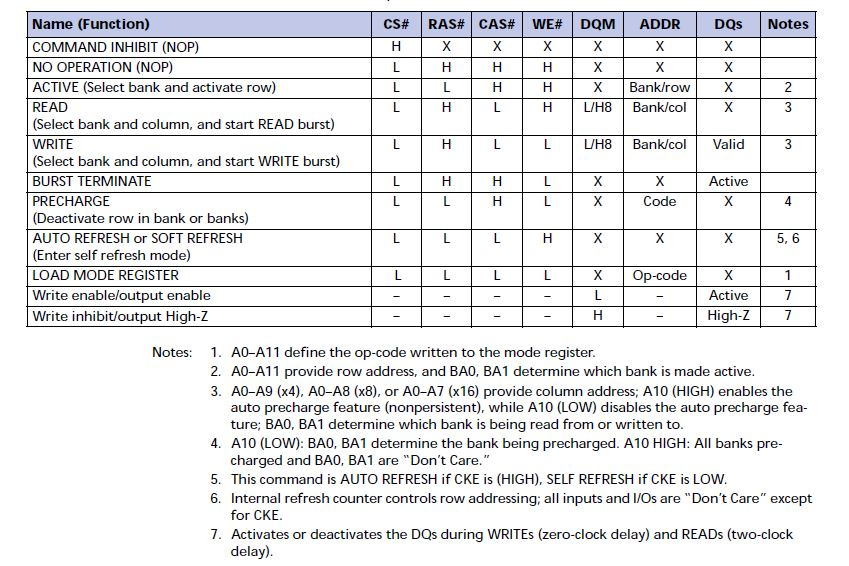 Name (Function) CS# RAS# CAS# WE# DQM ADDR DQs Notes
COMMAND INHIBIT (NOP) H X X X X X X
NO OPERATION (NOP) L H H H X X X
ACTIVE (Select bank and activate row) L L H H X Bank/row X 2
READ L H L H L/H8 Bank/col X 3
(Select bank and column, and start READ burst)
WRITE L H L L L/H8 Bank/col Valid 3
(Select bank and column, and start WRITE burst)
BURST TERMINATE L H H L X X Active
PRECHARGE L L H L X Code X 4
(Deactivate row in bank or banks)
AUTO REFRESH or SOFT REFRESH L L L H X X X 5, 6
(Enter self refresh mode)
LOAD MODE REGISTER L L L L X Op-code X 1
Write enable/output enable – – – – L – Active 7
Write inhibit/output High-Z – – – – H – High-Z 7
Notes: 1. A0–A11 define the op-code written to the mode register.
2. A0–A11 provide row address, and BA0, BA1 determine which bank is made active.
3. A0–A9 (x4), A0–A8 (x8), or A0–A7 (x16) provide column address; A10 (HIGH) enables the
auto precharge feature (nonpersistent), while A10 (LOW) disables the auto precharge fea-
ture; BA0, BA1 determine which bank is being read from or written to.
4. A10 (LOW): BA0, BA1 determine the bank being precharged. A10 HIGH: All banks pre-
charged and BA0, BA1 are “Don’t Care.”
5. This command is AUTO REFRESH if CKE is (HIGH), SELF REFRESH if CKE is LOW.
6. Internal refresh counter controls row addressing; all inputs and I/Os are “Don’t Care” except
for CKE.
7. Activates or deactivates the DQs during WRITEs (zero-clock delay) and READs (two-clock
delay).